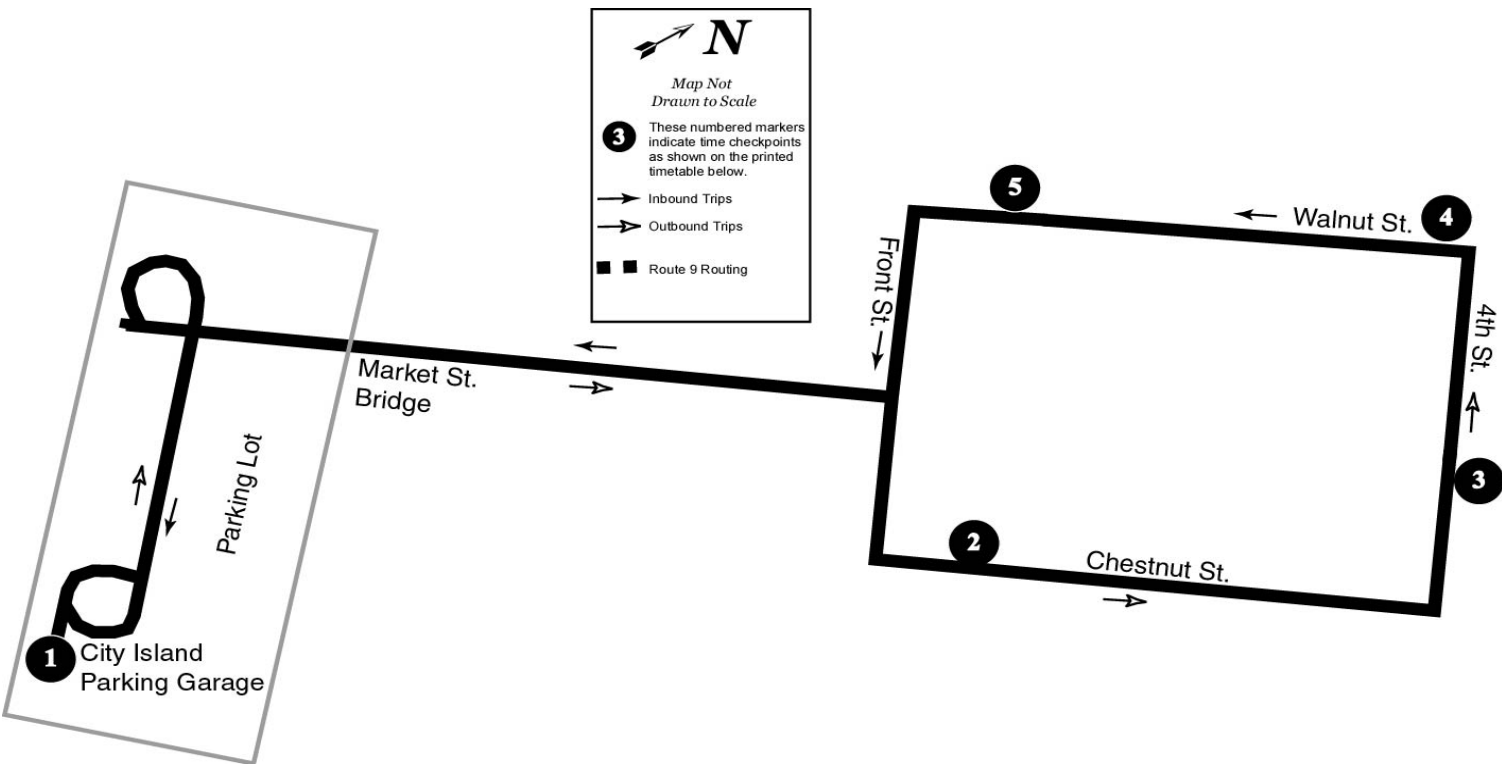 N
Map Not
Drawn to Scale
3
These numbered markers
indicate time checkpoints
as shown on the printed
timetable below.
Inbound Trips
Outbound Trips
Route 9 Routing
5
Walnut St.
4
Front St.
4th St.
Market St.
Bridge
Parking Lot
3
2
Chestnut St.
1
City Island
Parking Garage